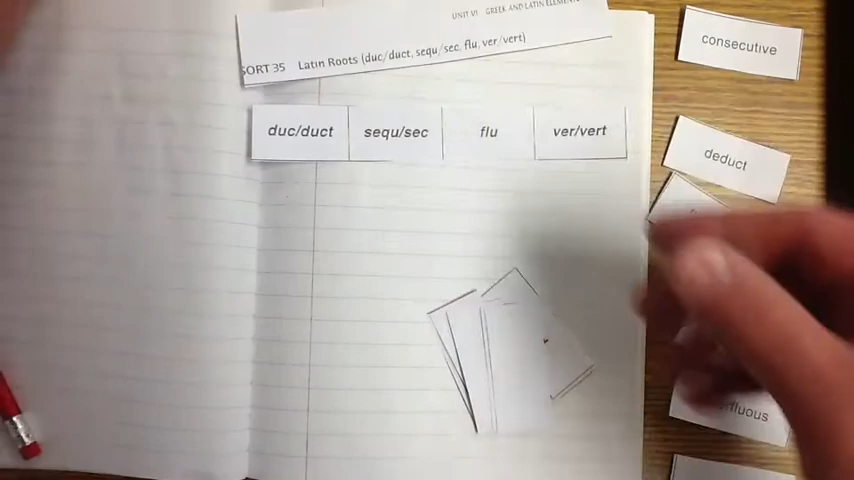 UNIT VI GREEK AND LATIN
SORT 35 Latin Roots (duc/duct, sequ/sec, flu, ver/vert)
duc/duct sequ/sec flu ver/vert
consecutive
deduct